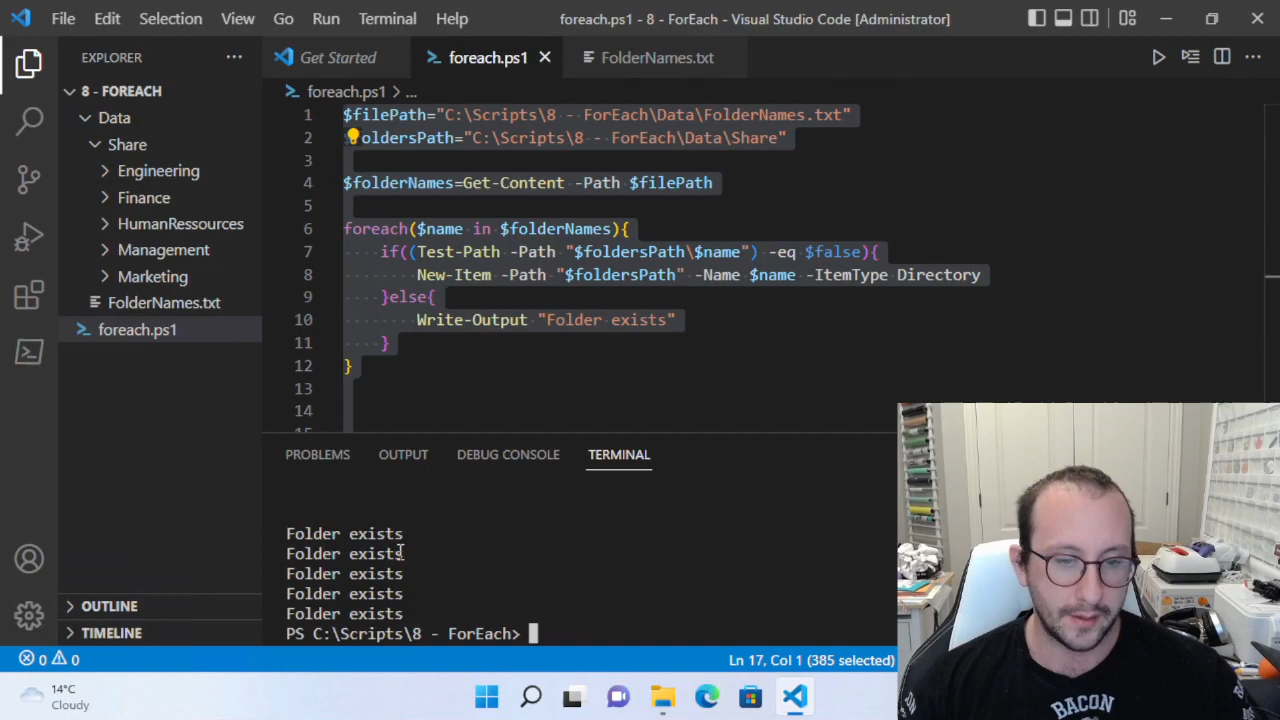 File Edit Selection View Go Run Terminal Help foreach.ps1 - 8 - ForEach - Visual Studio Code [Administrator]
EXPLORER
Get Started foreach.ps1 FolderNames.txt
8 - FOREACH
Data
Share
Engineering
Finance
HumanRessources
Management
Marketing
FolderNames.txt
foreach.ps1
OUTLINE
TIMELINE
foreach.ps1 > ...
1 $filePath="C:\Scripts\8 - ForEach\Data\FolderNames.txt"
2 oldersPath="C:\Scripts\8 - ForEach\Data\Share"
3
4 $folderNames=Get-Content -Path $filePath
5
6 foreach($name in $folderNames){
7 if((Test-Path -Path "$foldersPath\$name") -eq $false){
8 New-Item -Path "$foldersPath" -Name $name -ItemType Directory
9 }else{
10 Write-Output "Folder exists"
11 }
12 }
13
14
PROBLEMS OUTPUT DEBUG CONSOLE TERMINAL
Folder exists
Folder exists
Folder exists
Folder exists
Folder exists
PS C:\Scripts\8 - ForEach>
0 0 Ln 17, Col 1 (385 selected)
14°C
Cloudy
BACON